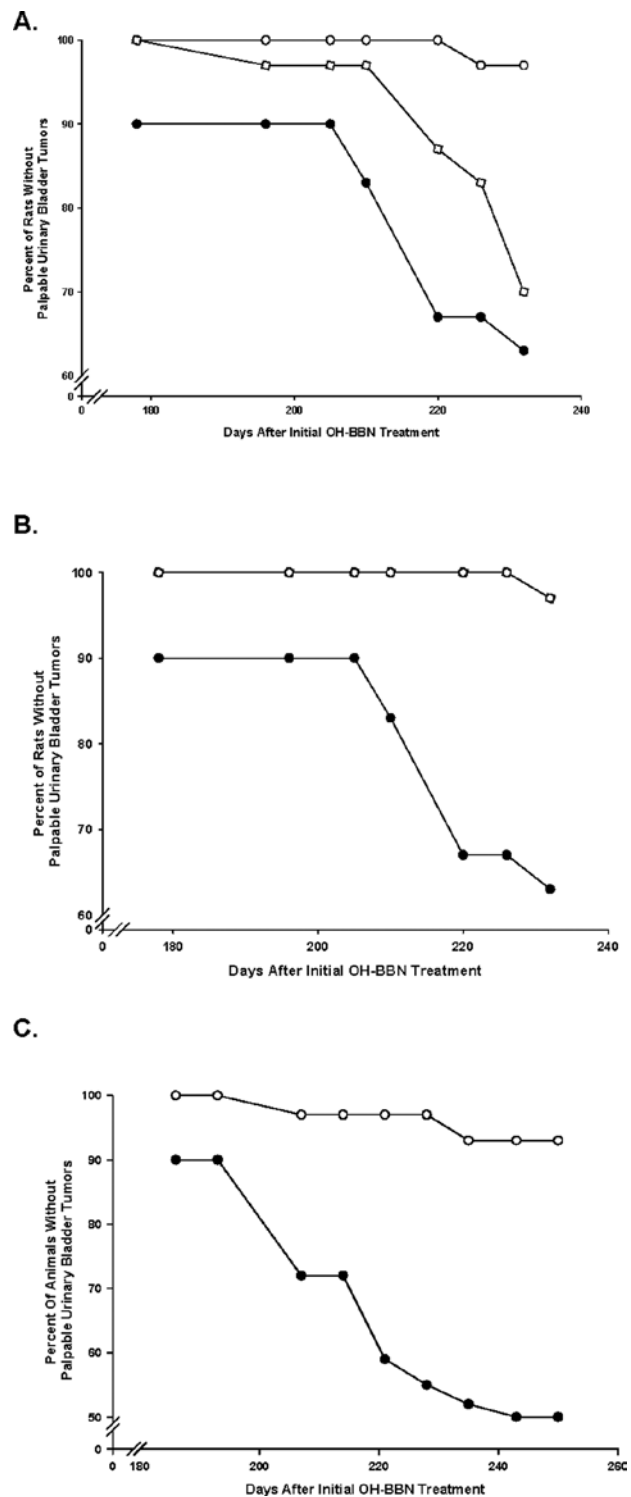 A.
100
90
80
70
60
0
Percent of Rats Without
Palpable Urinary Bladder Tumors
0 180 200 220 240
Days After Initial OH-BBN Treatment
B.
100
90
80
70
60
0
Percent of Rats Without
Palpable Urinary Bladder Tumors
0 180 200 220 240
Days After Initial OH-BBN Treatment
C.
100
90
80
70
60
50
0
Percent Of Animals Without
Palpable Urinary Bladder Tumors
0 180 200 220 240 260
Days After Initial OH-BBN Treatment